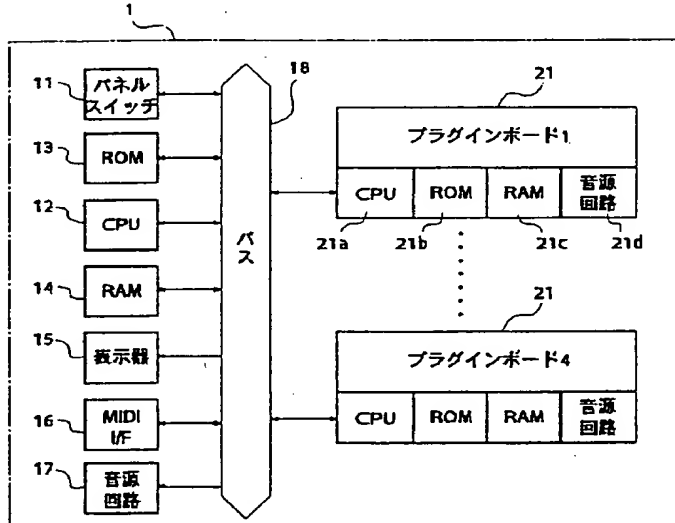 1
11
パネル
スイッチ
13
ROM
12
CPU
14
RAM
15
表示器
16
MIDI
I/F
17
音源
回路
18
バス
21
プラグインボード1
CPU
ROM
RAM
音源
回路
21a
21b
21c
21d
21
プラグインボード4
CPU
ROM
RAM
音源
回路